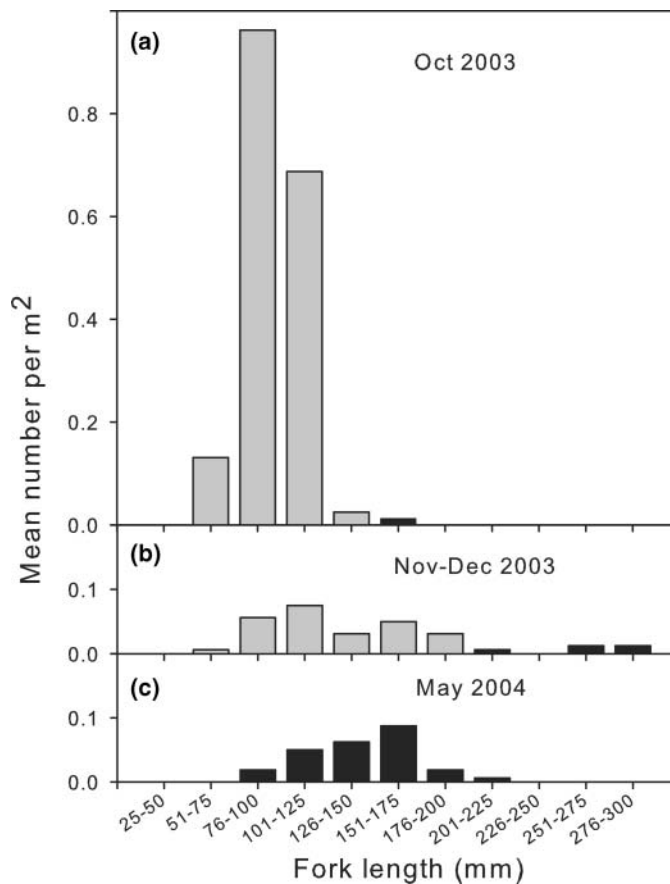 (a)
Oct 2003
0.8
0.6
0.4
0.2
0.0
Mean number per m2
(b)
Nov-Dec 2003
0.1
0.0
(c)
May 2004
0.1
0.0
25-50
51-75
76-100
101-125
126-150
151-175
176-200
201-225
226-250
251-275
276-300
Fork length (mm)